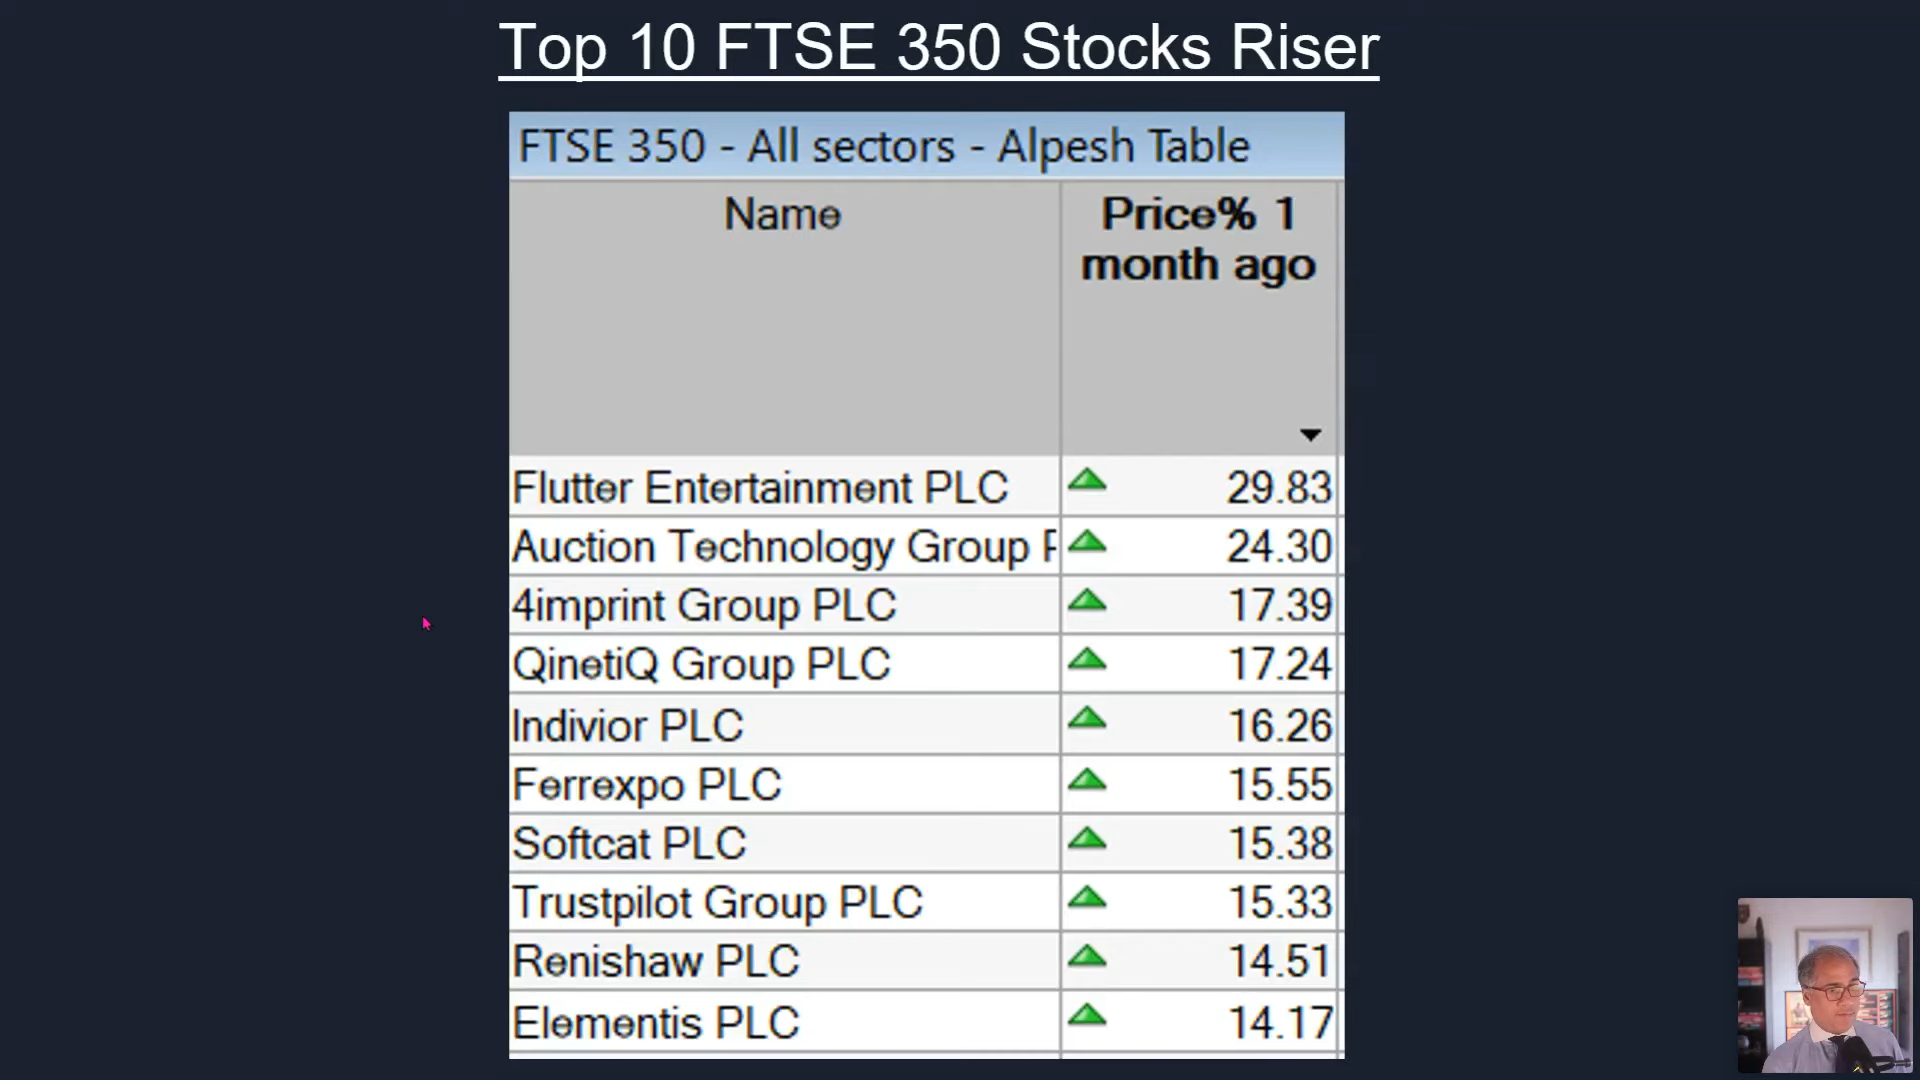 Top 10 FTSE 350 Stocks Riser
FTSE 350 - All sectors - Alpesh Table
Name
Price% 1
month ago
Flutter Entertainment PLC 29.83
Auction Technology Group 24.30
4imprint Group PLC 17.39
QinetiQ Group PLC 17.24
Indivior PLC 16.26
Ferrexpo PLC 15.55
Softcat PLC 15.38
Trustpilot Group PLC 15.33
Renishaw PLC 14.51
Elementis PLC 14.17